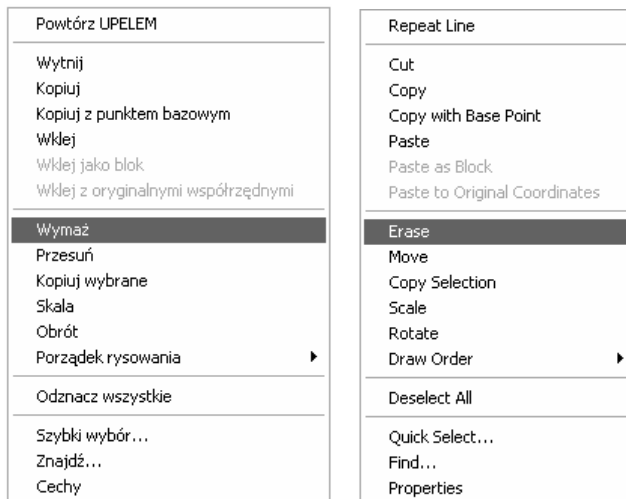 Powtórz UPELEM
Wytnij
Kopiuj
Kopiuj z punktem bazowym
Wklej
Wklej jako blok
Wklej z oryginalnymi współrzędnymi
Wymaż
Przesuń
Kopiuj wybrane
Skala
Obrót
Porządek rysowania
Odznacz wszystkie
Szybki wybór...
Znajdź...
Cechy
Repeat Line
Cut
Copy
Copy with Base Point
Paste
Paste as Block
Paste to Original Coordinates
Erase
Move
Copy Selection
Scale
Rotate
Draw Order
Deselect All
Quick Select...
Find...
Properties